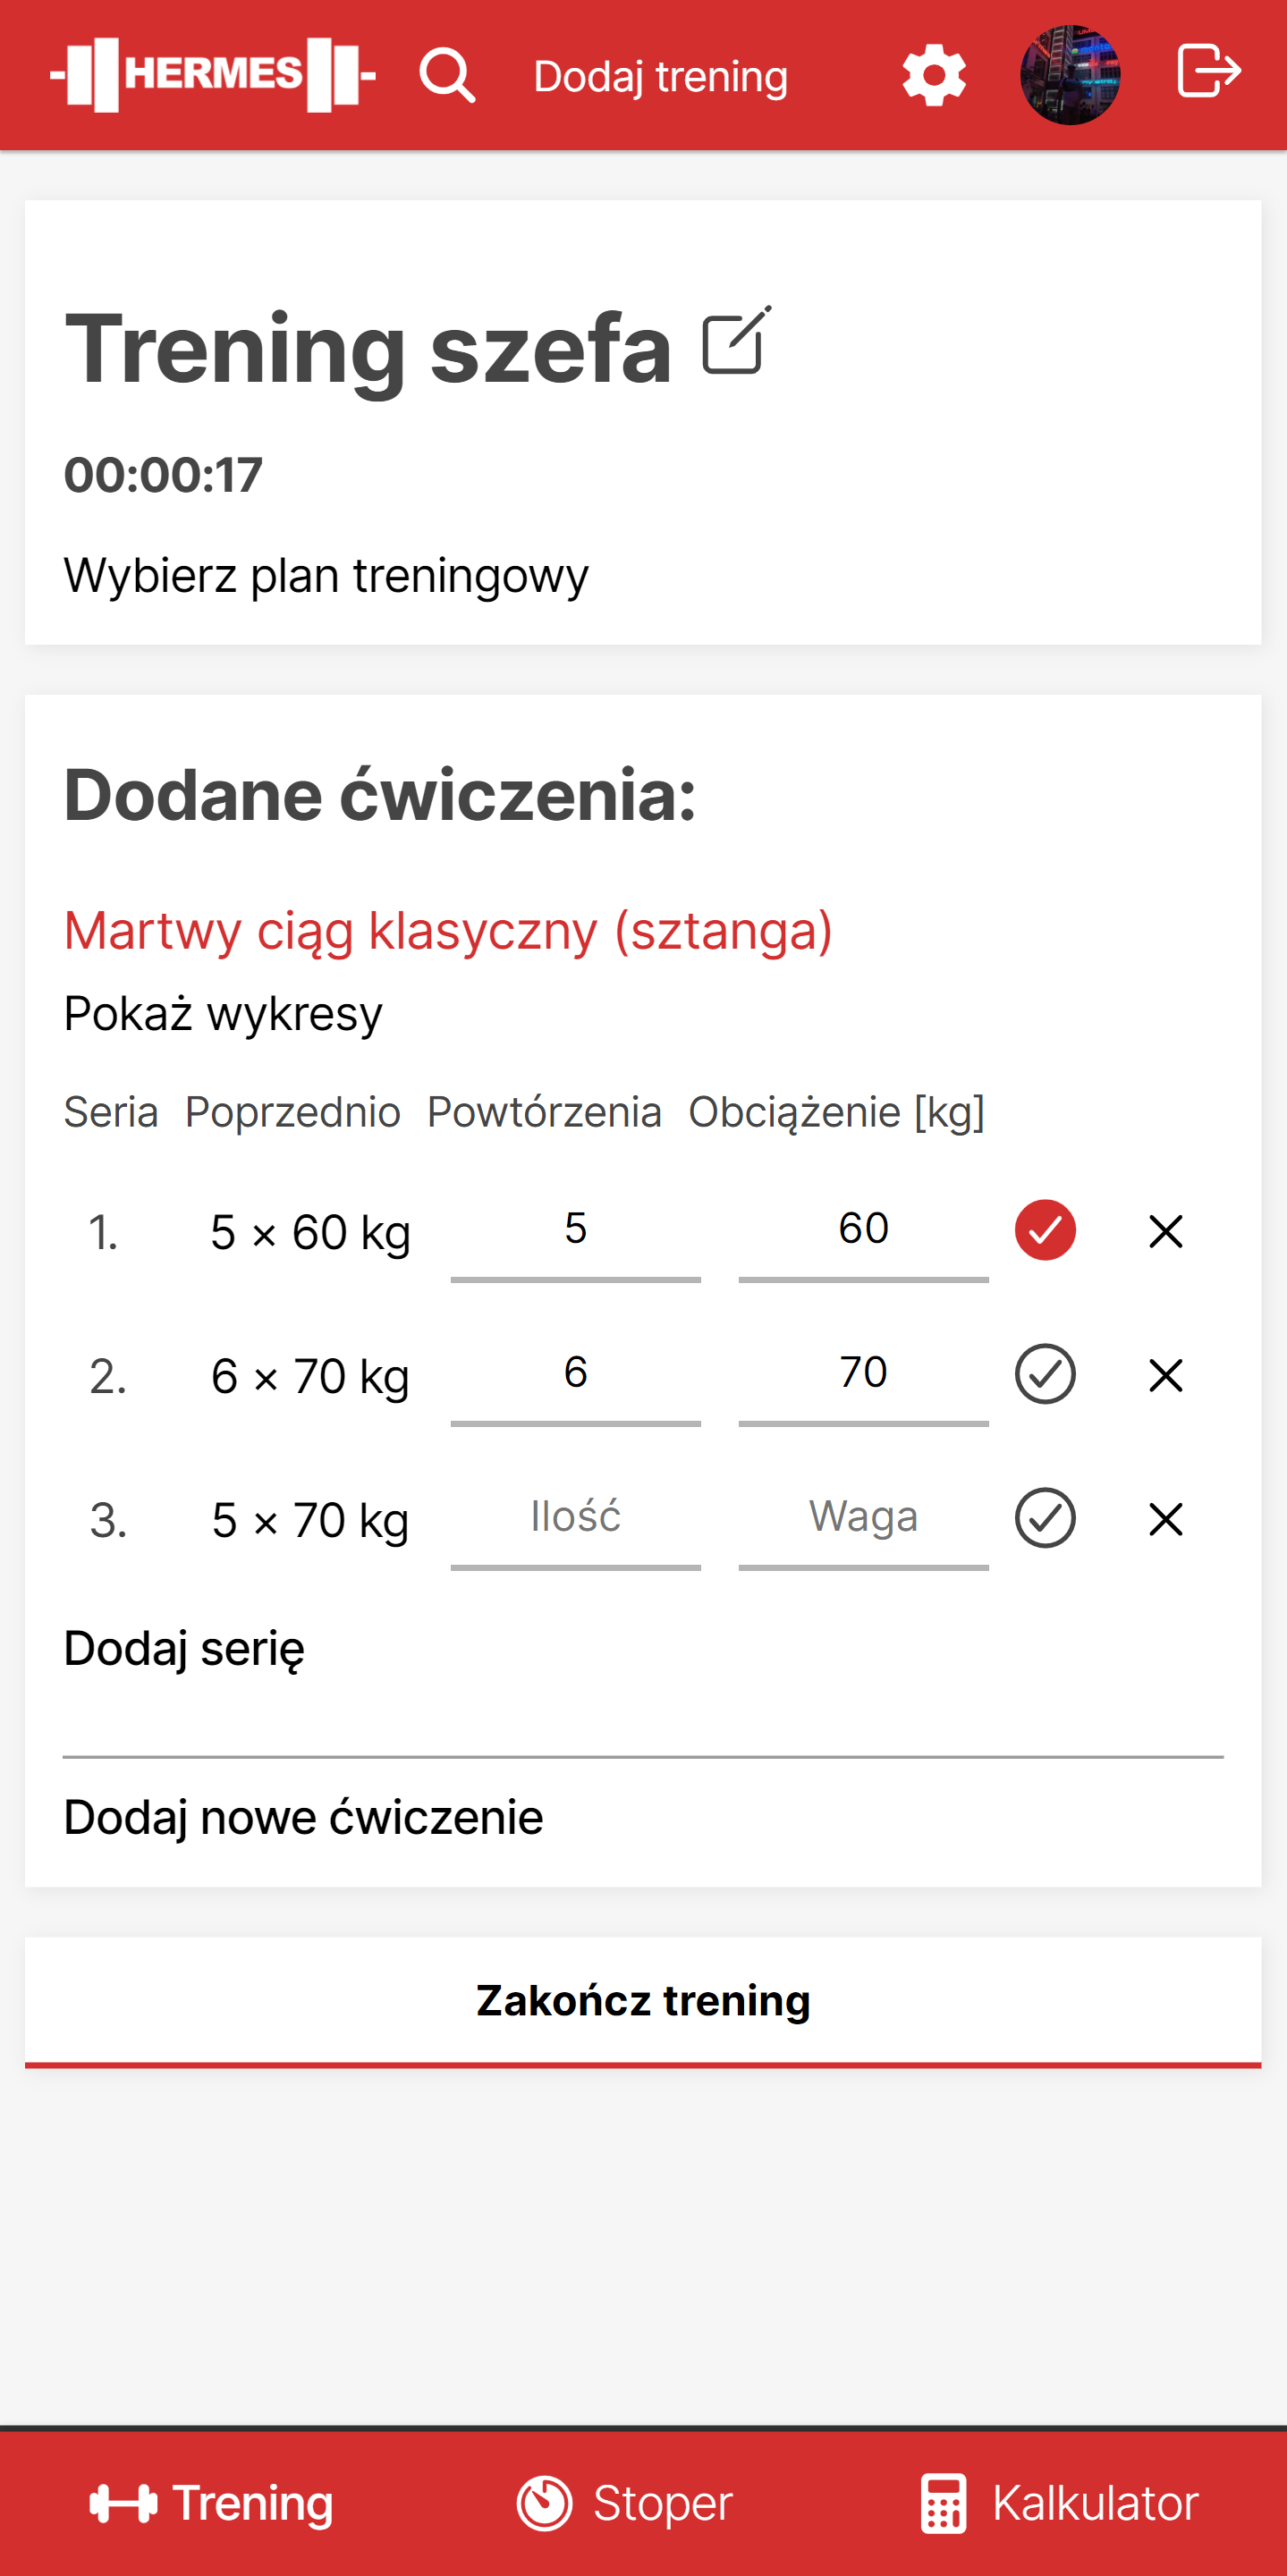 HERMES Dodaj trening
Trening szefa
00:00:17
Wybierz plan treningowy
Dodane ćwiczenia:
Martwy ciąg klasyczny (sztanga)
Pokaż wykresy
Seria Poprzednio Powtórzenia Obciążenie [kg]
1. 5 × 60 kg 5 60
2. 6 × 70 kg 6 70
3. 5 × 70 kg Ilość Waga
Dodaj serię
Dodaj nowe ćwiczenie
Zakończ trening
Trening Stoper Kalkulator